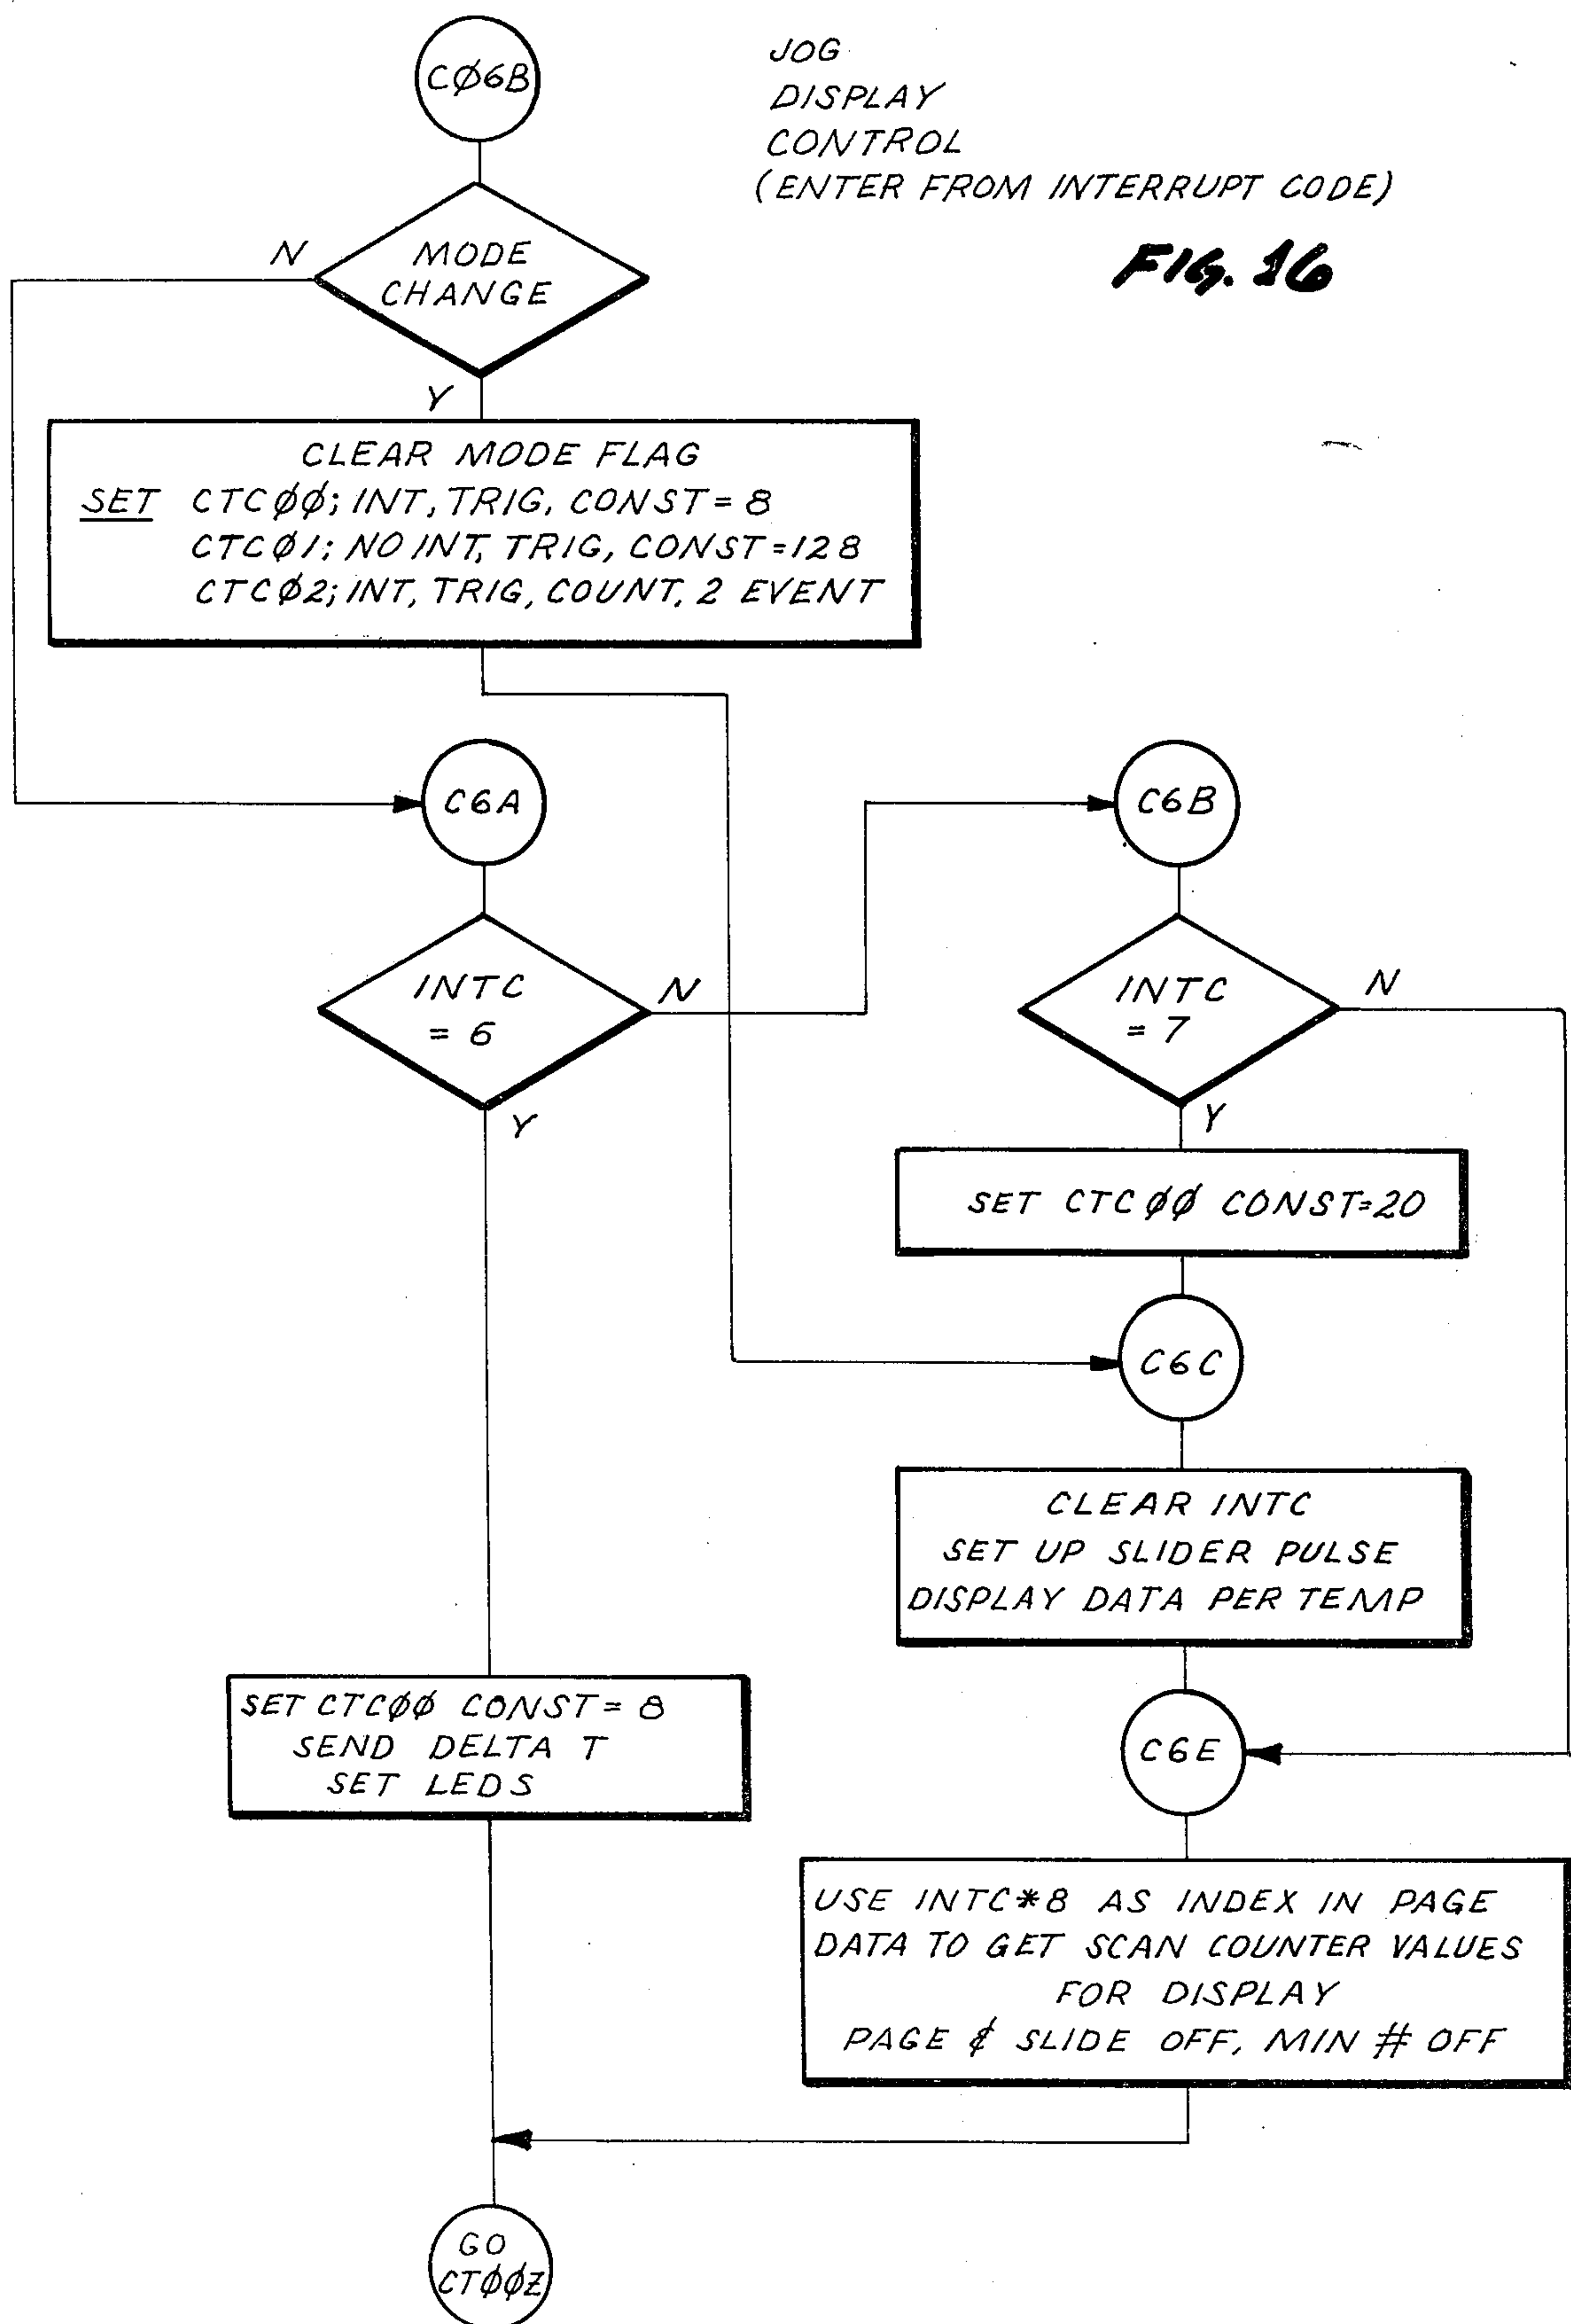 CØ6B
JOG
DISPLAY
CONTROL
(ENTER FROM INTERRUPT CODE)
FIG. 16
N
MODE
CHANGE
Y
CLEAR MODE FLAG
SET CTCØØ; INT, TRIG, CONST = 8
CTCØ1; NO INT, TRIG, CONST=128
CTCØ2; INT, TRIG, COUNT, 2 EVENT
C6A
C6B
INTC
= 6
N
Y
INTC
= 7
N
Y
SET CTC ØØ CONST=20
C6C
CLEAR INTC
SET UP SLIDER PULSE
DISPLAY DATA PER TEMP
SET CTCØØ CONST = 8
SEND DELTA T
SET LEDS
C6E
USE INTC*8 AS INDEX IN PAGE
DATA TO GET SCAN COUNTER VALUES
FOR DISPLAY
PAGE & SLIDE OFF, MIN # OFF
GO
CTØØZ